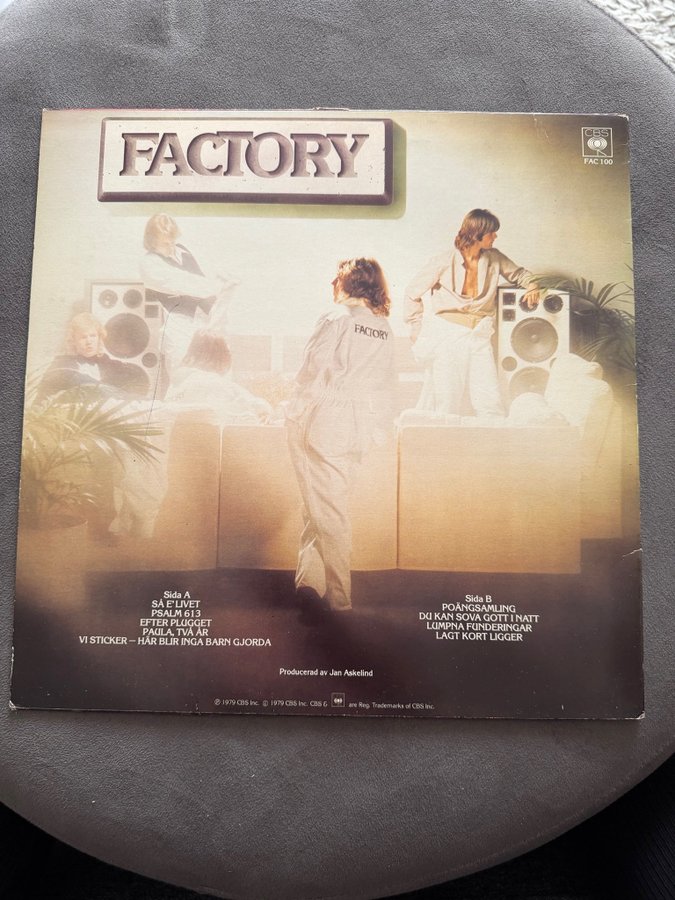 FACTORY
CBS
FAC 100
FACTORY
Sida A
SÅ E' LIVET
PSALM 613
EFTER PLUGGET
PAULA, TVÅ ÅR
VI STICKER – HÄR BLIR INGA BARN GJORDA
Sida B
POÄNGSAMLING
DU KAN SOVA GOTT I NATT
LUMPNA FUNDERINGAR
LAGT KORT LIGGER
Producerad av Jan Askelind
Ⓟ 1979 CBS Inc. © 1979 CBS Inc. CBS & are Reg. Trademarks of CBS Inc.